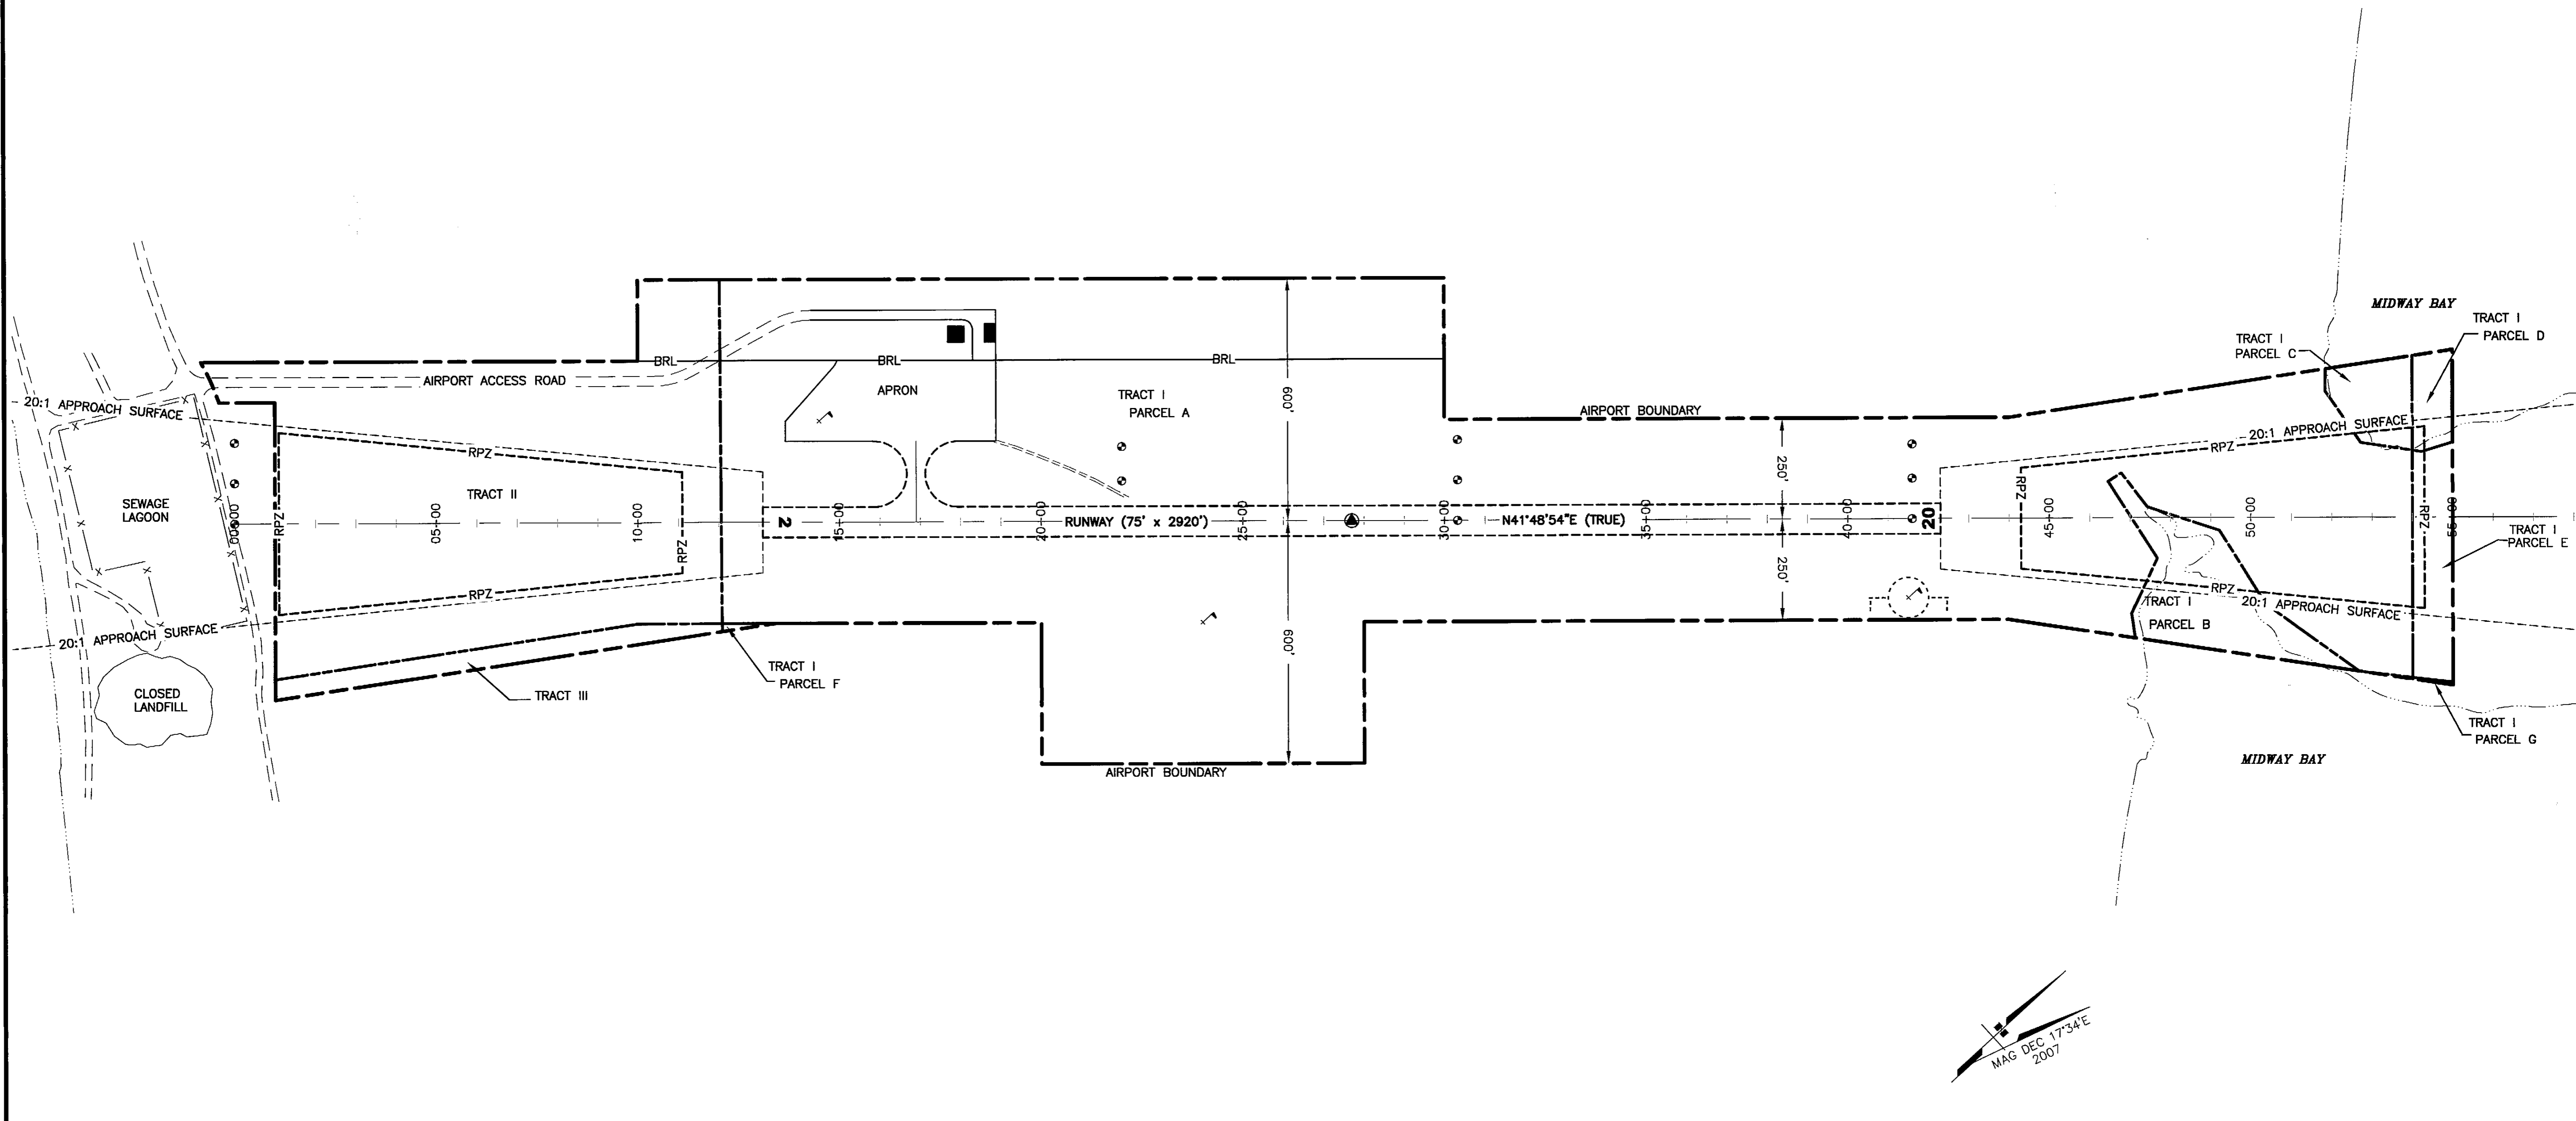 MIDWAY BAY
TRACT I
PARCEL D
TRACT I
PARCEL C
BRL
BRL
BRL
AIRPORT ACCESS ROAD
APRON
TRACT I
PARCEL A
600'
AIRPORT BOUNDARY
20:1 APPROACH SURFACE
20:1 APPROACH SURFACE
RPZ
RPZ
250'
TRACT II
SEWAGE
LAGOON
00+00
RPZ
05+00
10+00
RPZ
2
15+00
20+00
RUNWAY (75' x 2920')
25+00
30+00
N41°48'54"E (TRUE)
35+00
40+00
20
RPZ
45+00
50+00
RPZ
55+00
TRACT I
PARCEL E
250'
RPZ
RPZ
TRACT I
PARCEL B
20:1 APPROACH SURFACE
20:1 APPROACH SURFACE
600'
TRACT I
PARCEL F
TRACT III
CLOSED
LANDFILL
TRACT I
PARCEL G
MIDWAY BAY
AIRPORT BOUNDARY
MAG DEC 17°34'E
2007